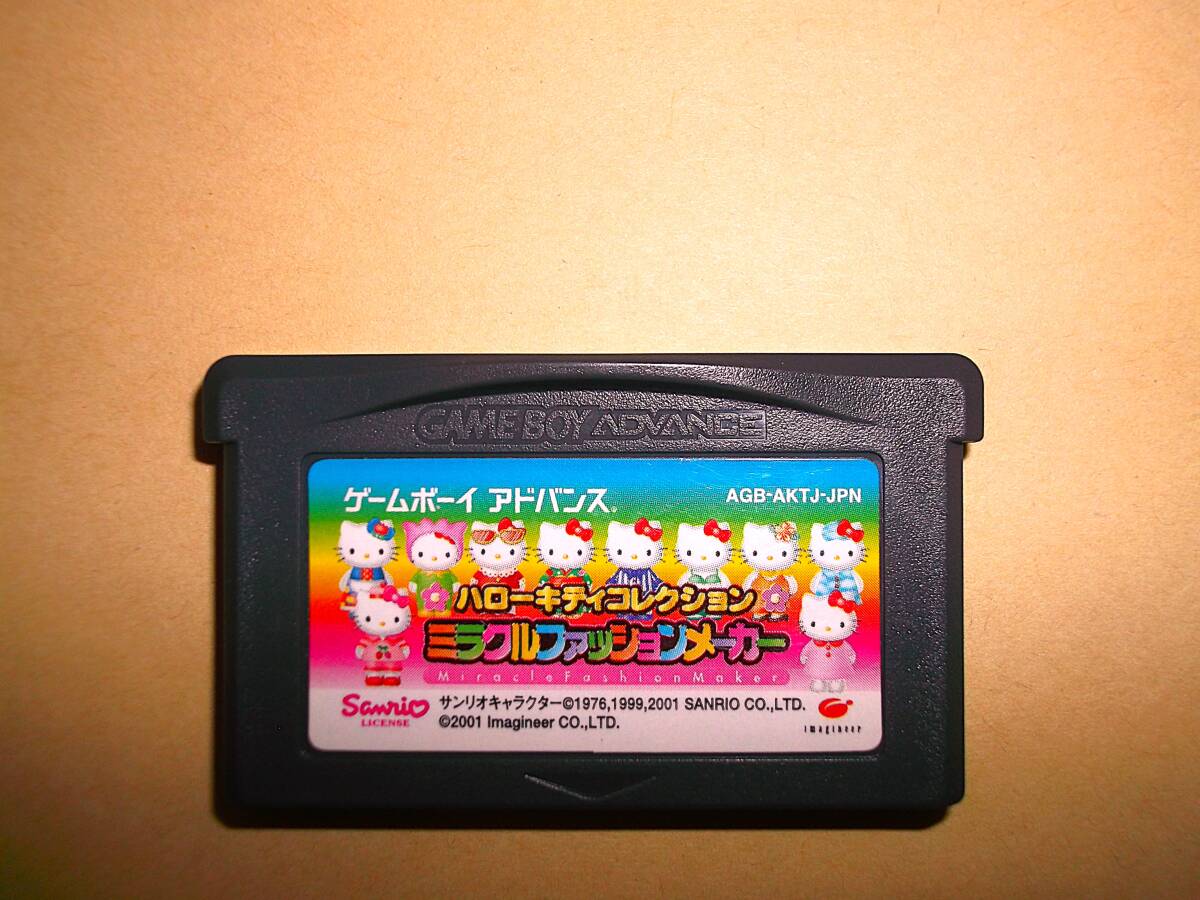 GAME BOY ADVANCE
ゲームボーイ アドバンス®
AGB-AKTJ-JPN
ハローキティコレクション
ミラクルファッションメーカー
MiracleFashionMaker
Sanrio
LICENSE
サンリオキャラクター©1976,1999,2001 SANRIO CO.,LTD.
©2001 Imagineer CO.,LTD.
imagineer